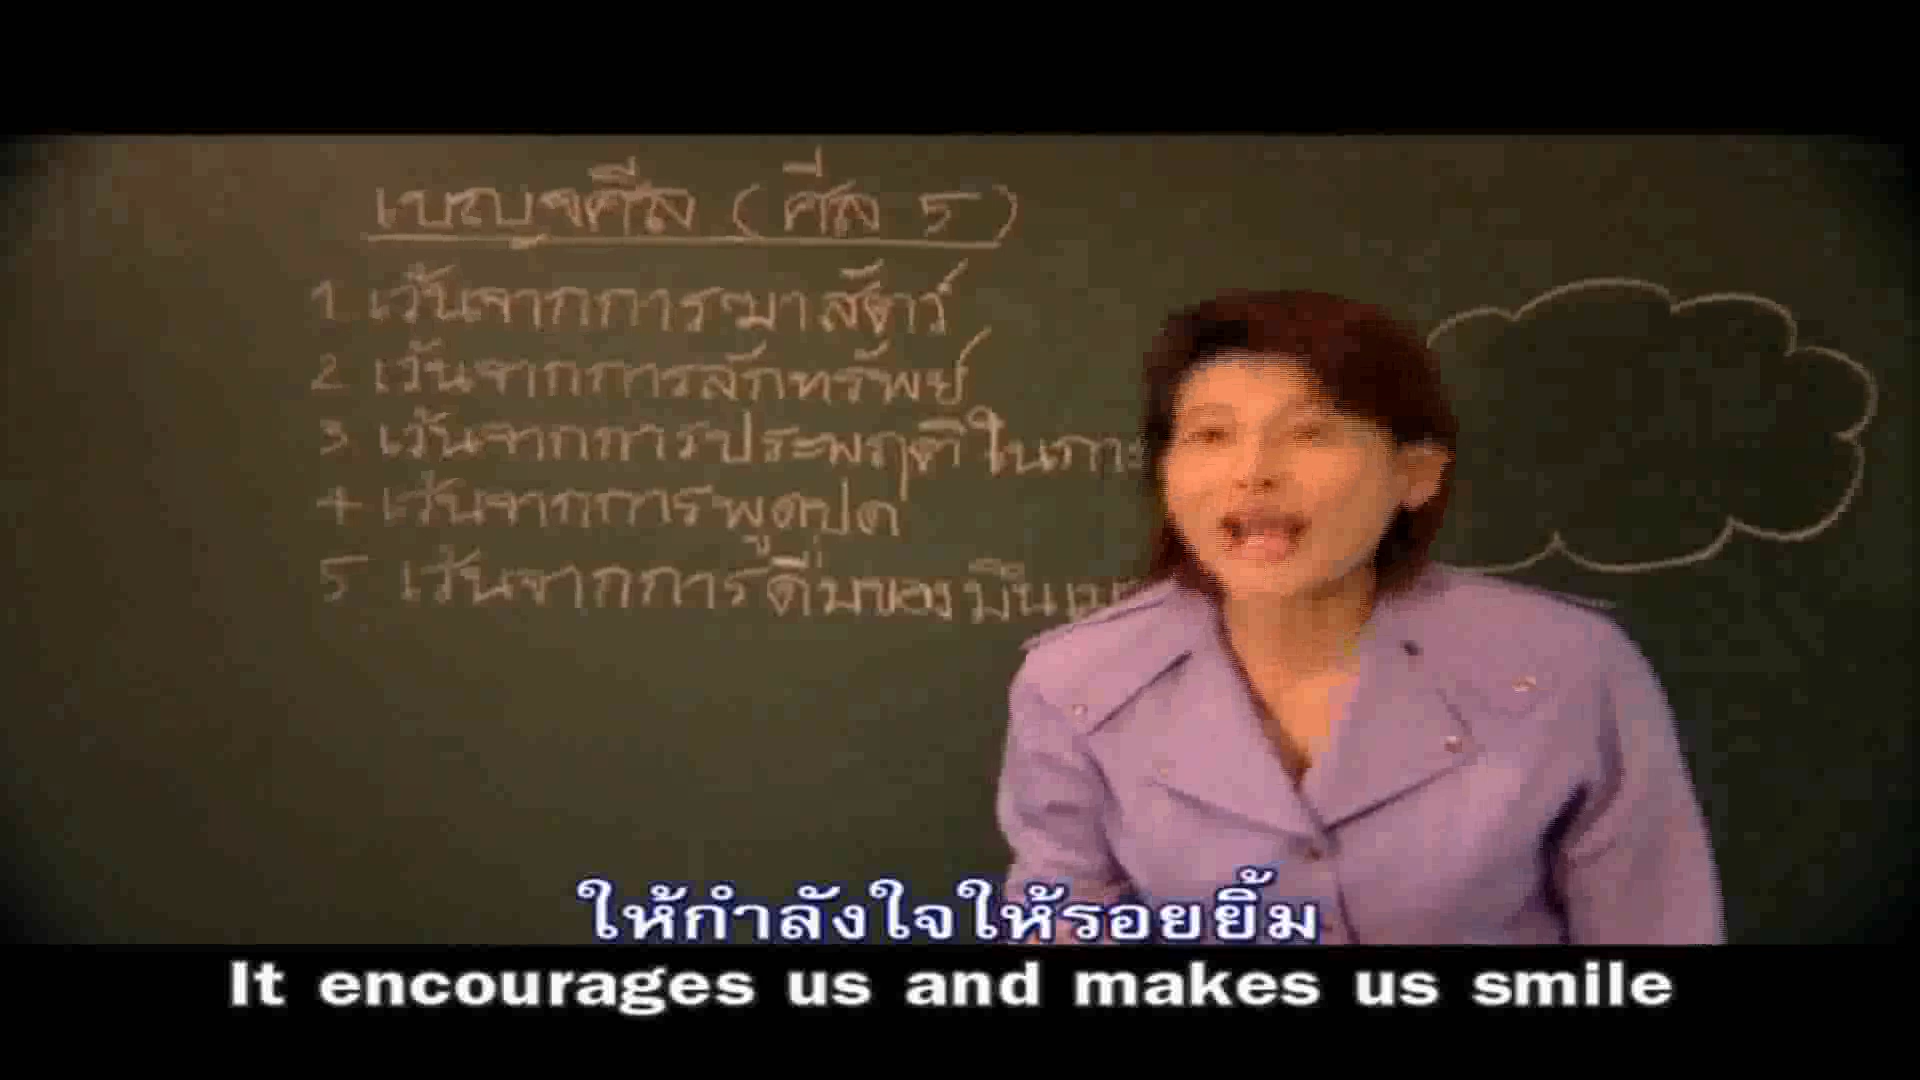 เบญจศีล (ศีล 5)
1 เว้นจากการฆ่าสัตว์
2 เว้นจากการลักทรัพย์
3 เว้นจากการประพฤติในกา
4 เว้นจากการพูดปด
5 เว้นจากการดื่มของมึนเม
ให้กำลังใจให้รอยยิ้ม
It encourages us and makes us smile